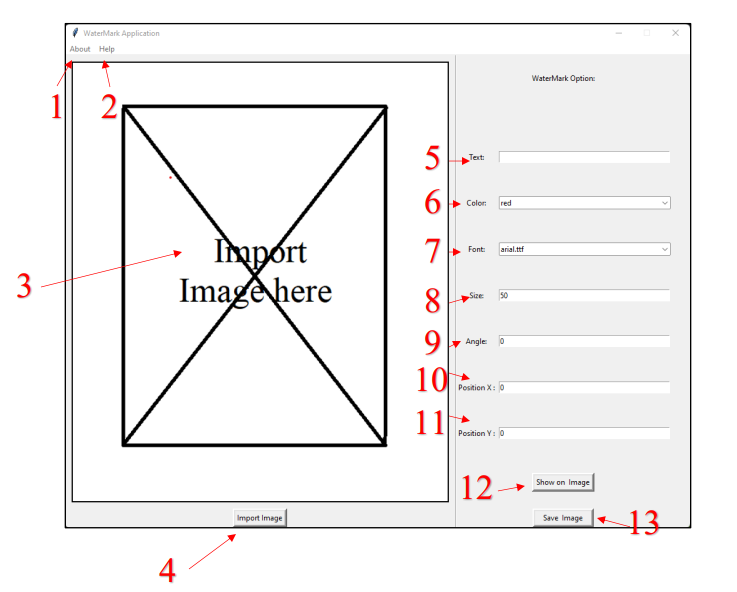 WaterMark Application
About Help
1 2
WaterMark Option:
5 Text:
6 Color: red
7 Font: arial.ttf
3 Import
Image here
8 Size: 50
9 Angle: 0
10 Position X : 0
11 Position Y : 0
12 Show on Image
Import Image
Save Image 13
4